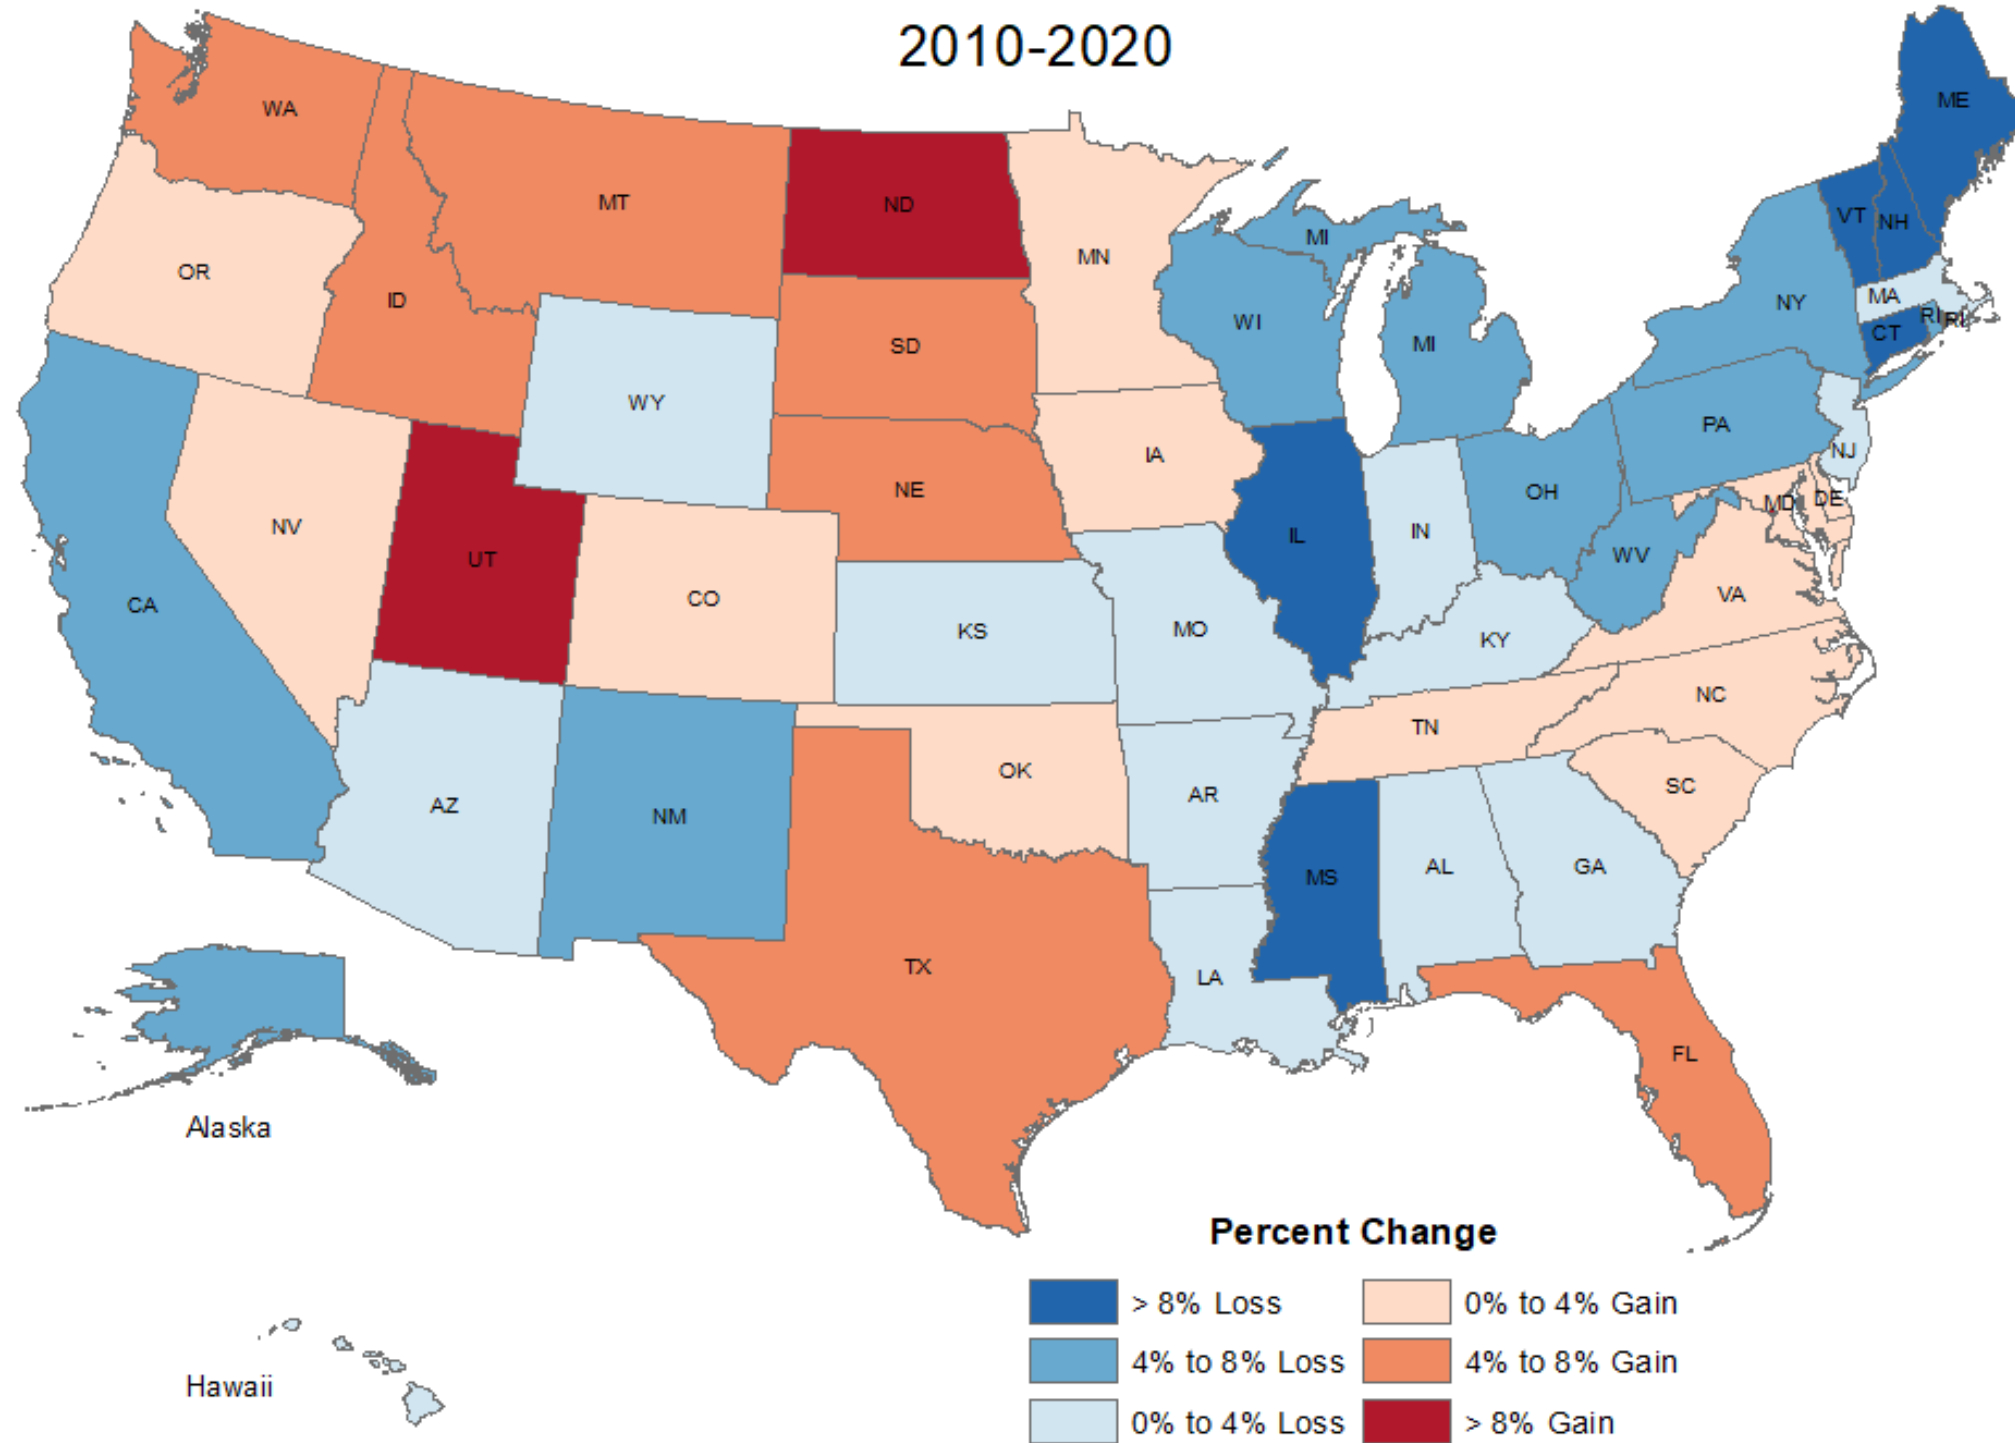 2010-2020
WA
MT
ND
MN
OR
ID
SD
WY
NE
IA
WI
MI
MI
NY
VT
NH
ME
MA
RI
RI
CT
PA
NJ
CA
NV
UT
CO
KS
MO
IL
IN
OH
WV
MD
DE
VA
KY
TN
NC
SC
AZ
NM
OK
AR
TX
LA
MS
AL
GA
FL
Alaska
Hawaii
Percent Change
> 8% Loss
4% to 8% Loss
0% to 4% Loss
0% to 4% Gain
4% to 8% Gain
> 8% Gain